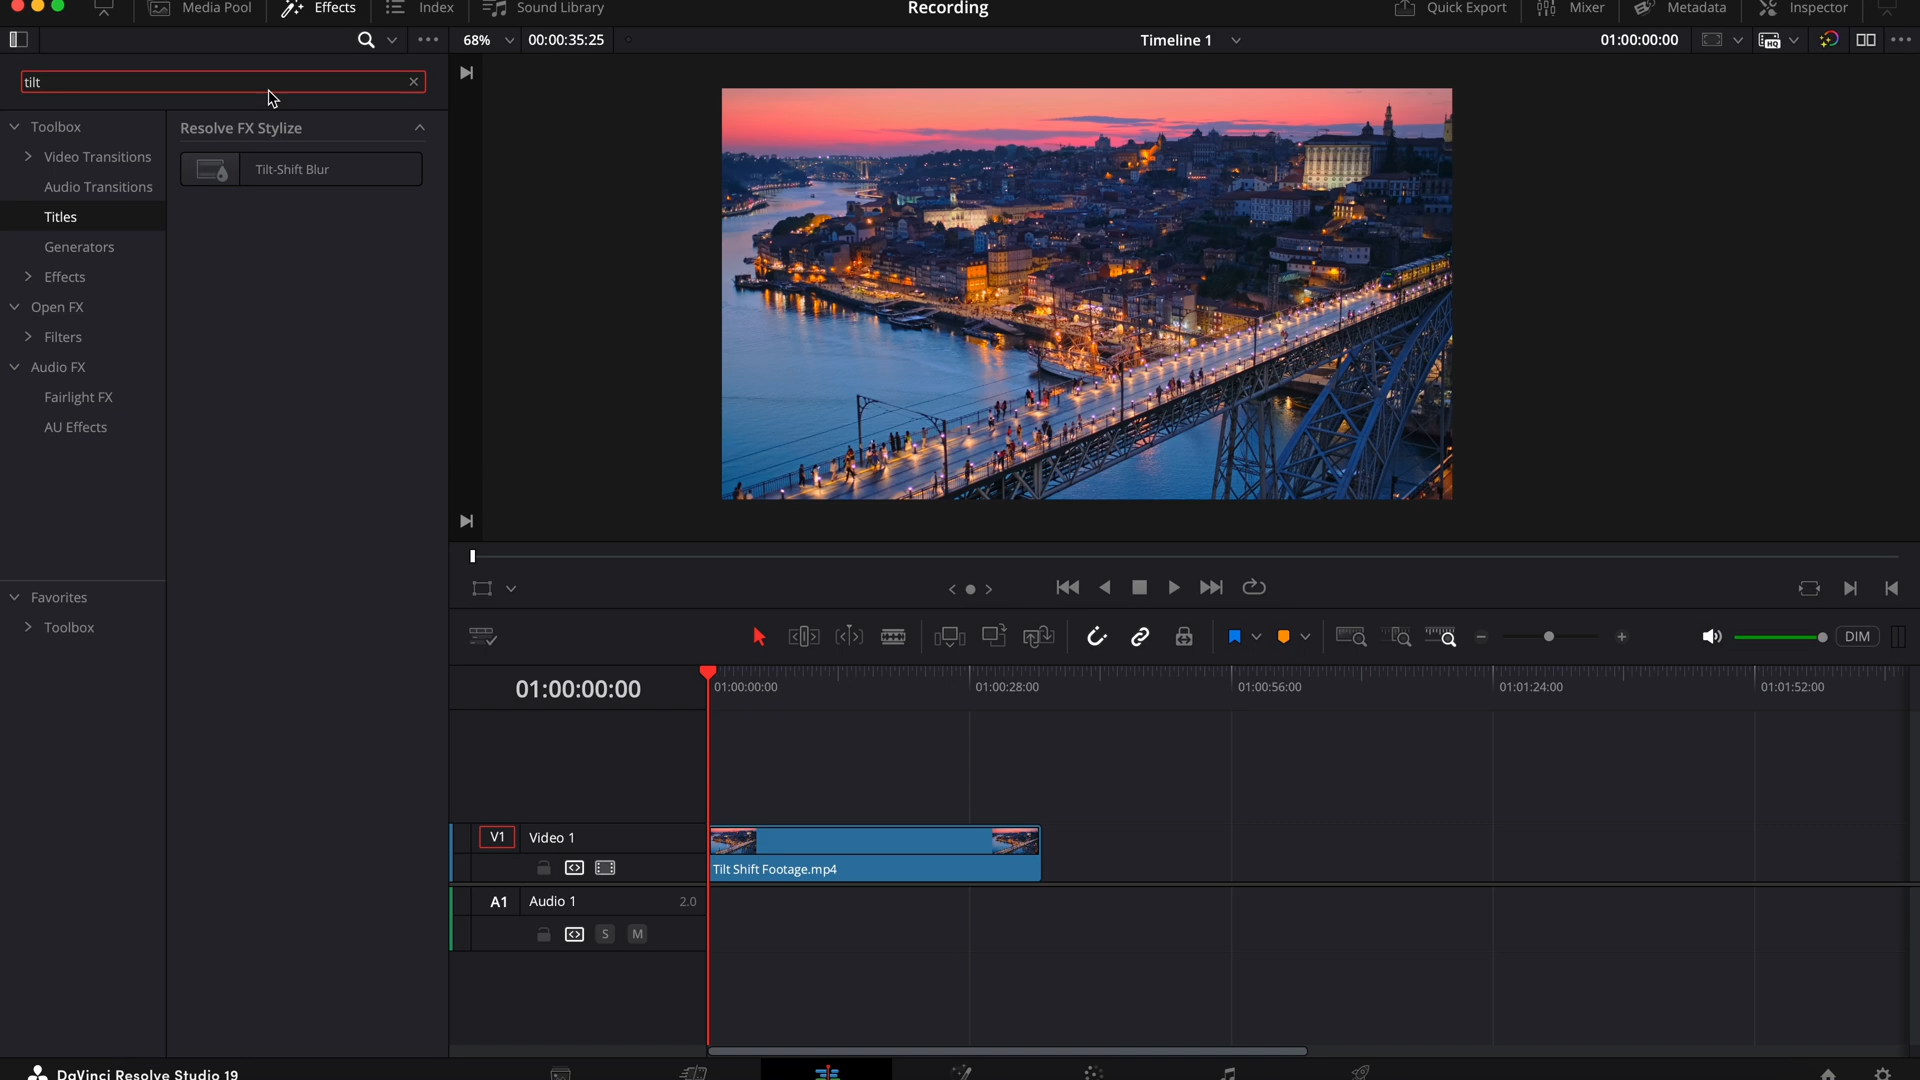 Media Pool
Effects
Index
Sound Library
Recording
Quick Export
Mixer
Metadata
Inspector
68%
00:00:35:25
Timeline 1
01:00:00:00
tilt
Toolbox
Video Transitions
Audio Transitions
Titles
Generators
Effects
Open FX
Filters
Audio FX
Fairlight FX
AU Effects
Favorites
Toolbox
Resolve FX Stylize
Tilt-Shift Blur
DIM
01:00:00:00
01:00:00:00
01:00:28:00
01:00:56:00
01:01:24:00
01:01:52:00
V1
Video 1
Tilt Shift Footage.mp4
A1
Audio 1
2.0
S
M
DaVinci Resolve Studio 19